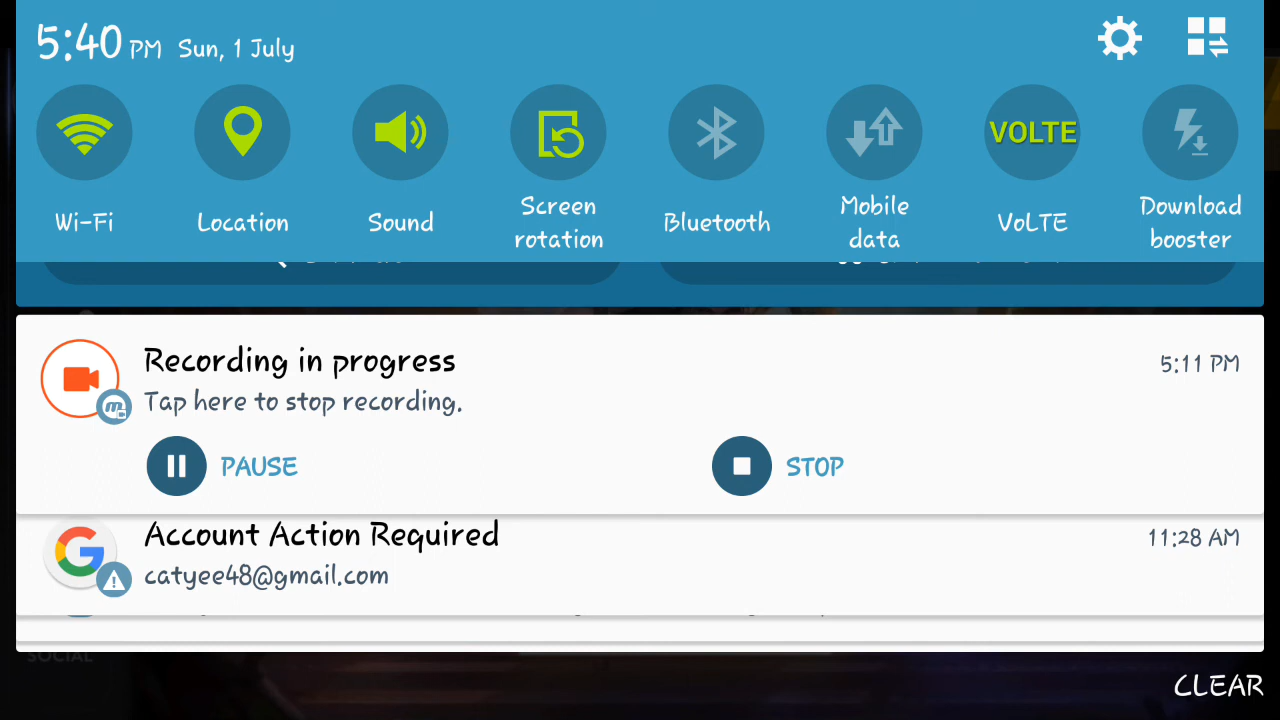 5:40 PM Sun, 1 July
VOLTE
Wi-Fi
Location
Sound
Screen
rotation
Bluetooth
Mobile
data
VoLTE
Download
booster
Recording in progress
5:11 PM
Tap here to stop recording.
PAUSE
STOP
Account Action Required
11:28 AM
catyee48@gmail.com
SOCIAL
CLEAR